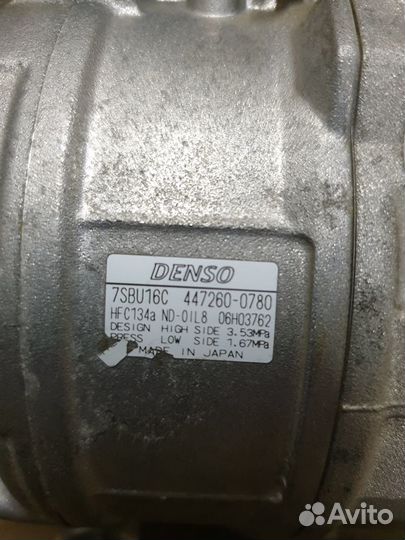 DENSO
7SBU16C 447260-0780
HFC134a ND-OIL8 06H03762
DESIGN HIGH SIDE 3.53MPa
PRESS LOW SIDE 1.67MPa
MADE IN JAPAN
Avito